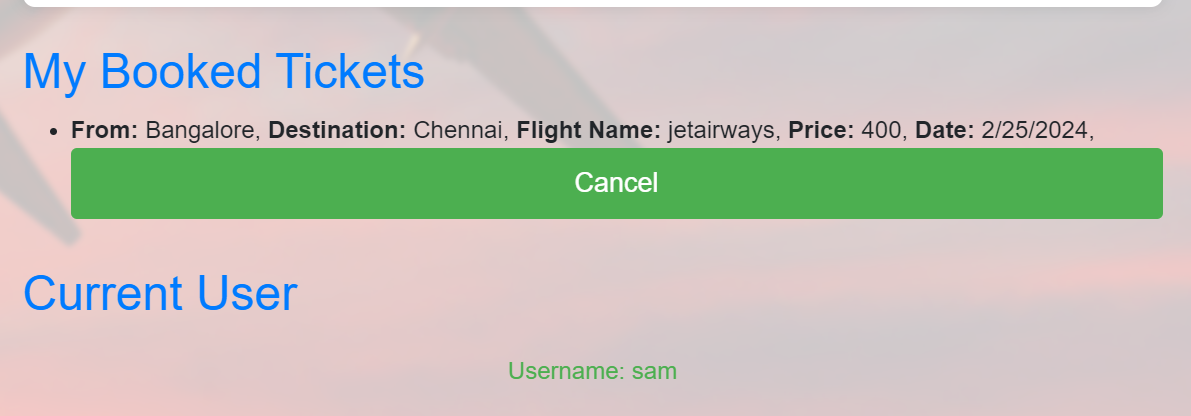 My Booked Tickets
From: Bangalore, Destination: Chennai, Flight Name: jetairways, Price: 400, Date: 2/25/2024,
Cancel
Current User
Username: sam